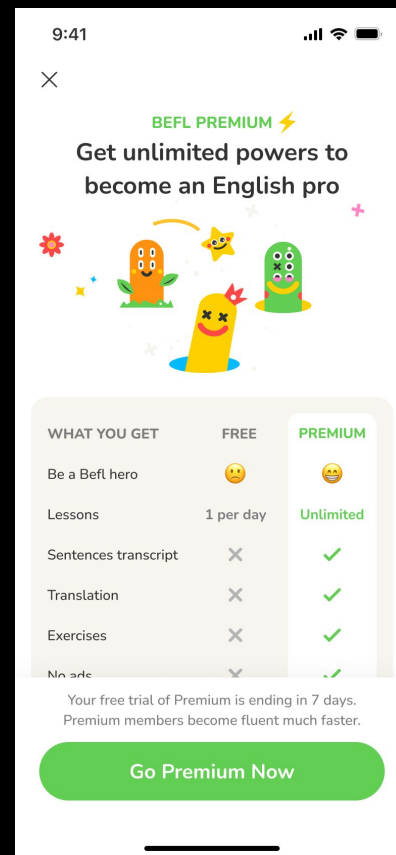 9:41
BEFL PREMIUM ⚡
Get unlimited powers to
become an English pro
WHAT YOU GET FREE PREMIUM
Be a Befl hero 🙁 😁
Lessons 1 per day Unlimited
Sentences transcript ✕ ✓
Translation ✕ ✓
Exercises ✕ ✓
No ads ✕ ✓
Your free trial of Premium is ending in 7 days.
Premium members become fluent much faster.
Go Premium Now